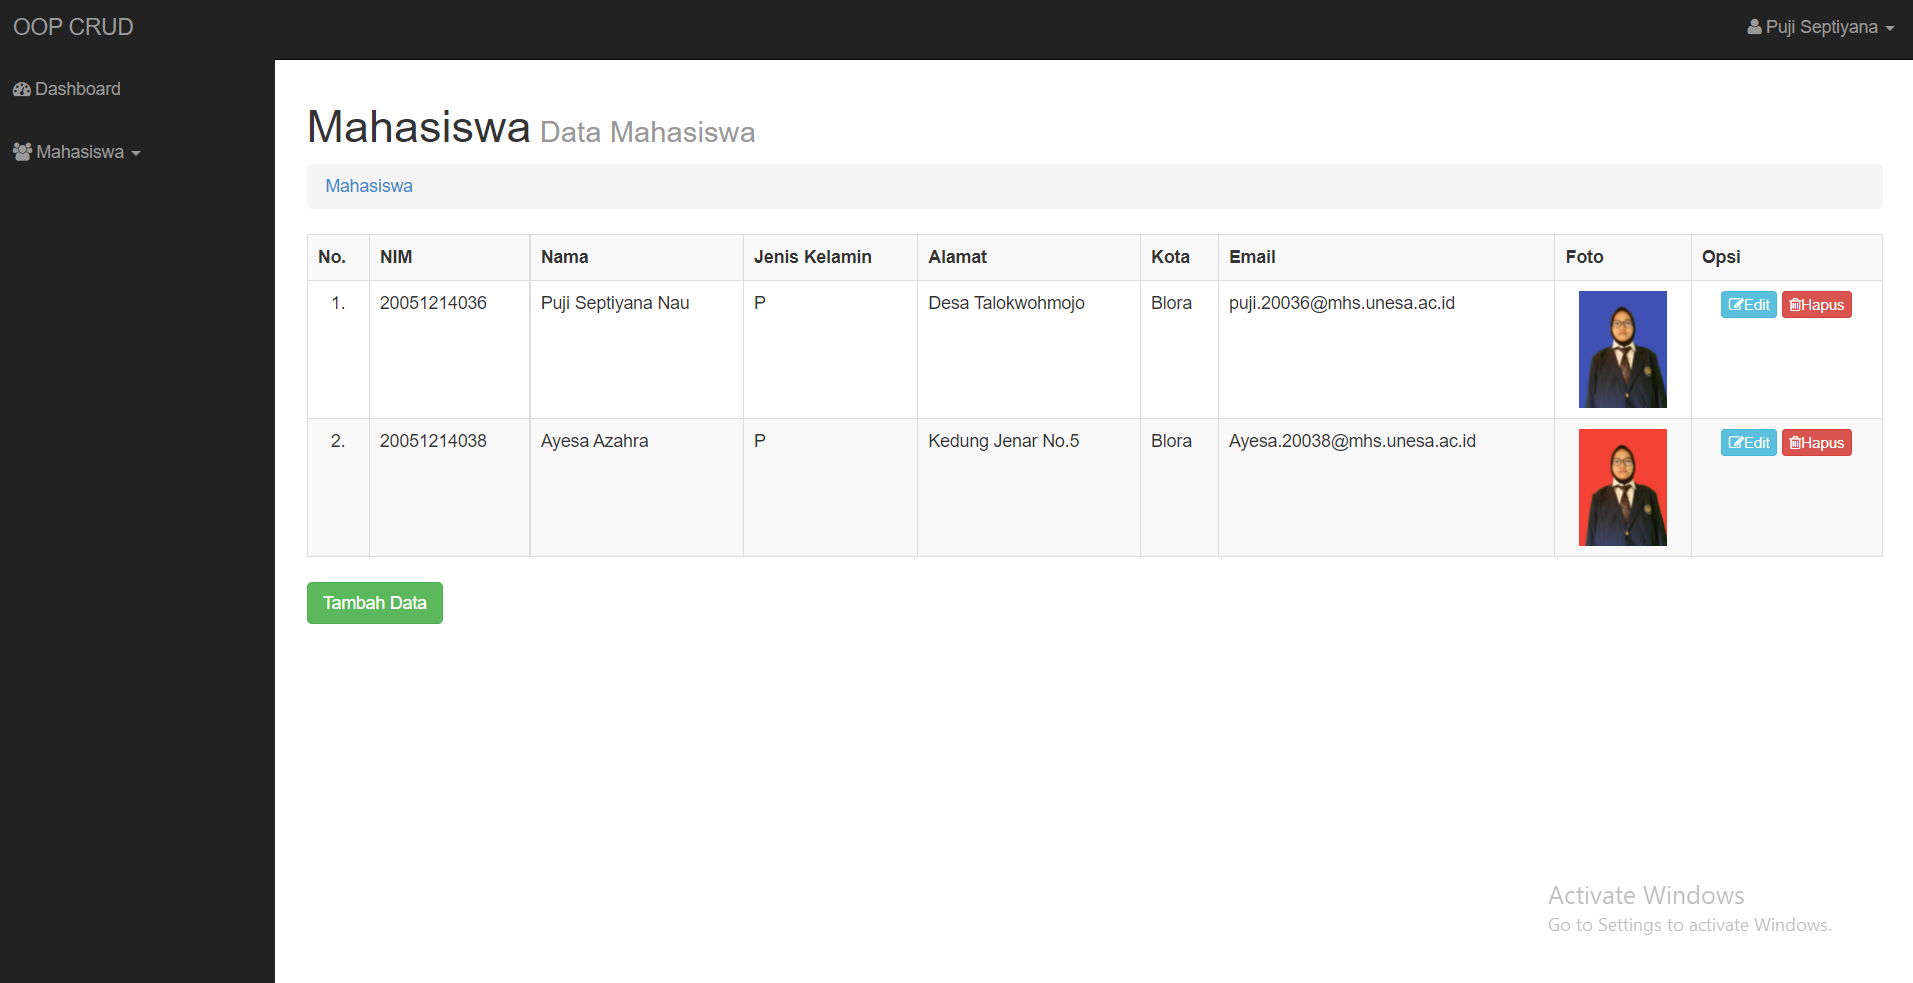 OOP CRUD
Puji Septiyana
Dashboard
Mahasiswa
Mahasiswa Data Mahasiswa
Mahasiswa
No. NIM Nama Jenis Kelamin Alamat Kota Email Foto Opsi
1. 20051214036 Puji Septiyana Nau P Desa Talokwohmojo Blora puji.20036@mhs.unesa.ac.id Edit Hapus
2. 20051214038 Ayesa Azahra P Kedung Jenar No.5 Blora Ayesa.20038@mhs.unesa.ac.id Edit Hapus
Tambah Data
Activate Windows
Go to Settings to activate Windows.